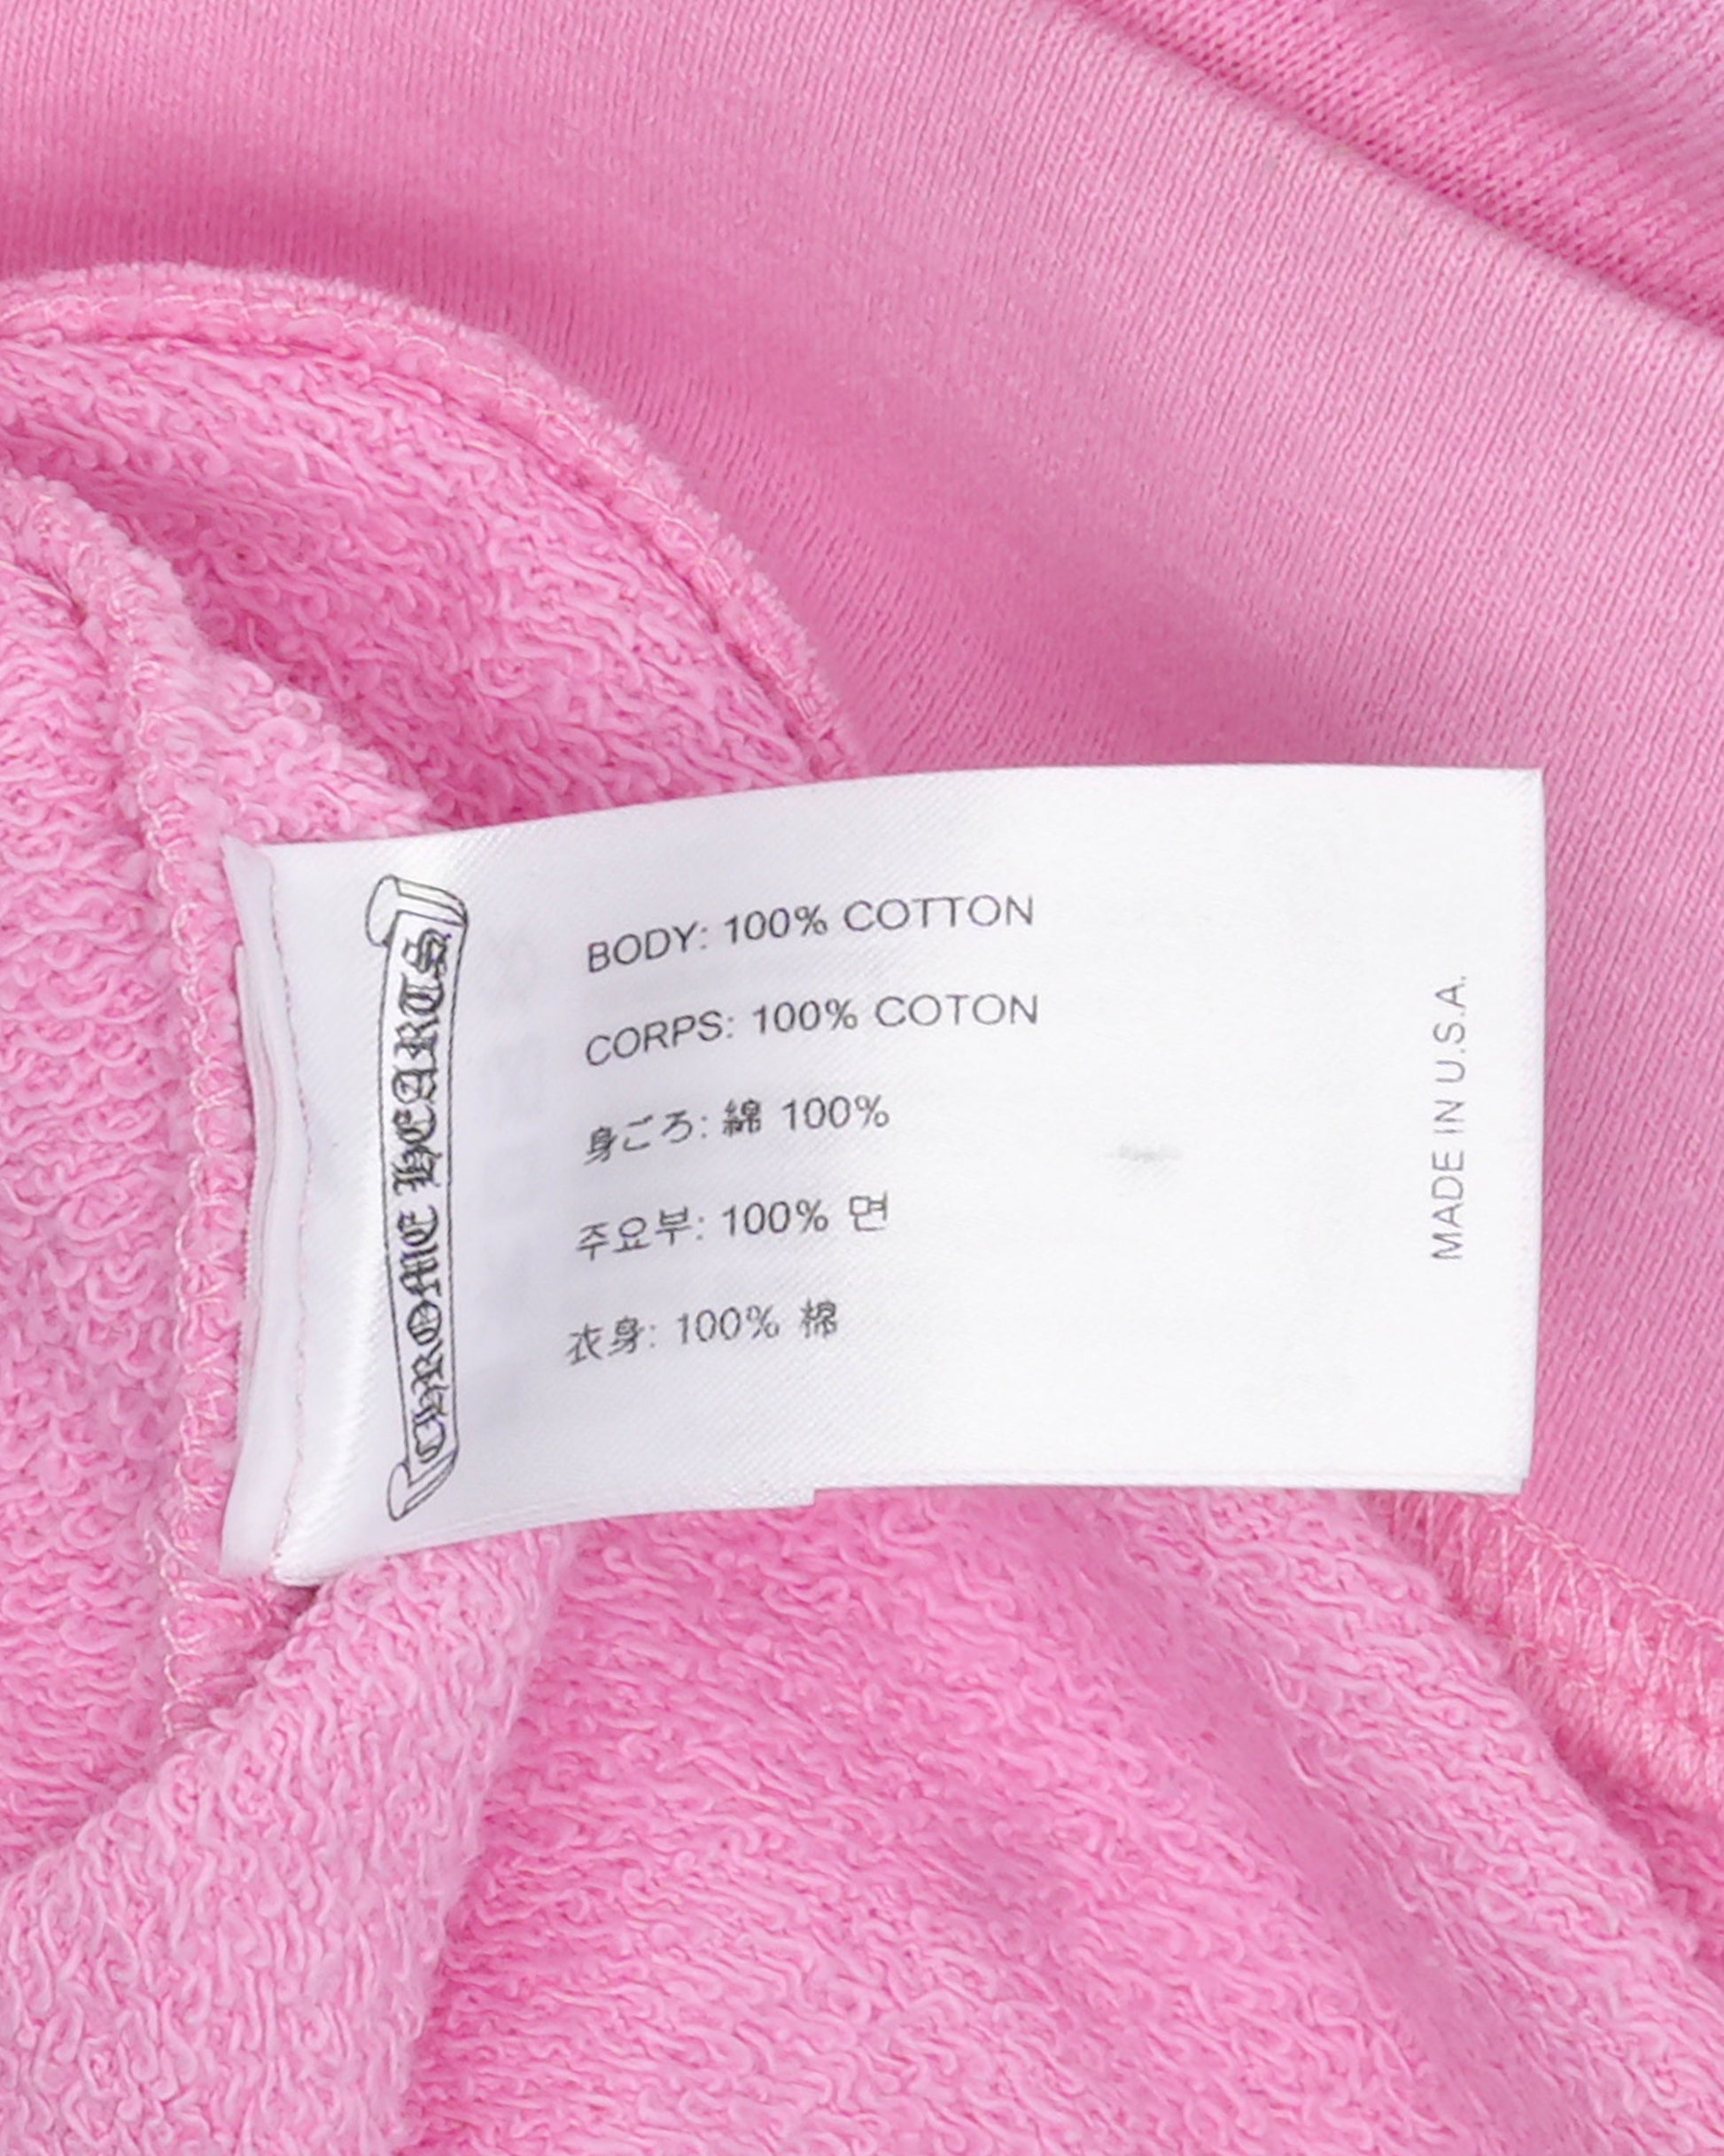 CHROME HEARTS
BODY: 100% COTTON
CORPS: 100% COTON
身ごろ: 綿 100%
주요부: 100% 면
衣身: 100% 棉
MADE IN U.S.A.